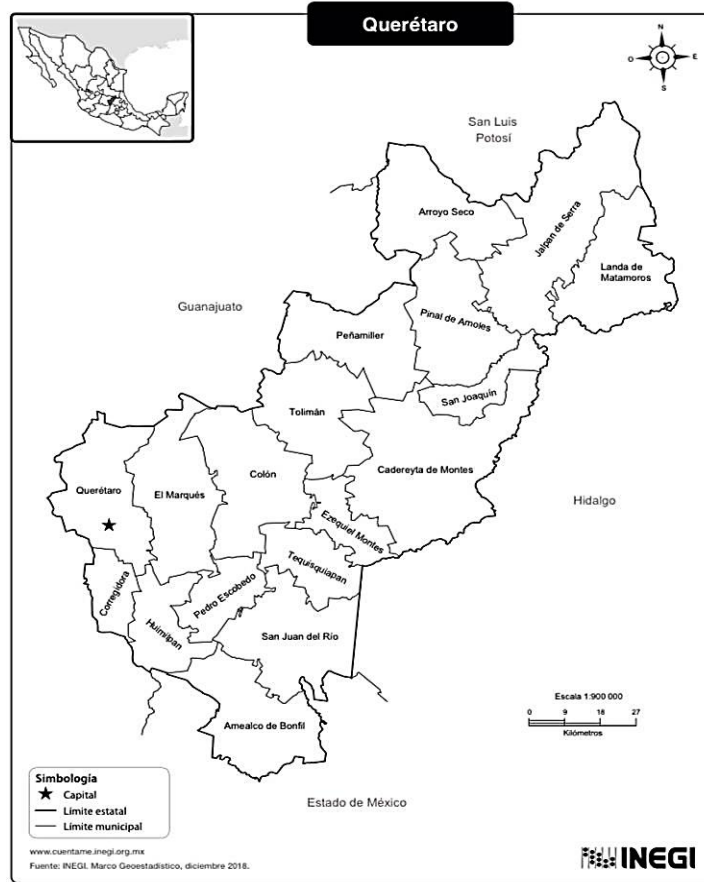 Querétaro
N
O
E
S
San Luis
Potosí
Arroyo Seco
Jalpan de Serra
Landa de
Matamoros
Guanajuato
Pinal de Amoles
Peñamiller
San Joaquín
Tolimán
Cadereyta de Montes
Colón
Querétaro
El Marqués
Hidalgo
Ezequiel Montes
Tequisquiapan
Corregidora
Pedro Escobedo
Huimilpan
San Juan del Río
Amealco de Bonfil
Escala 1:900 000
0 9 18 27
Kilómetros
Simbología
Capital
Límite estatal
Límite municipal
Estado de México
www.cuentame.inegi.org.mx
Fuente: INEGI. Marco Geoestadístico, diciembre 2018.
INEGI